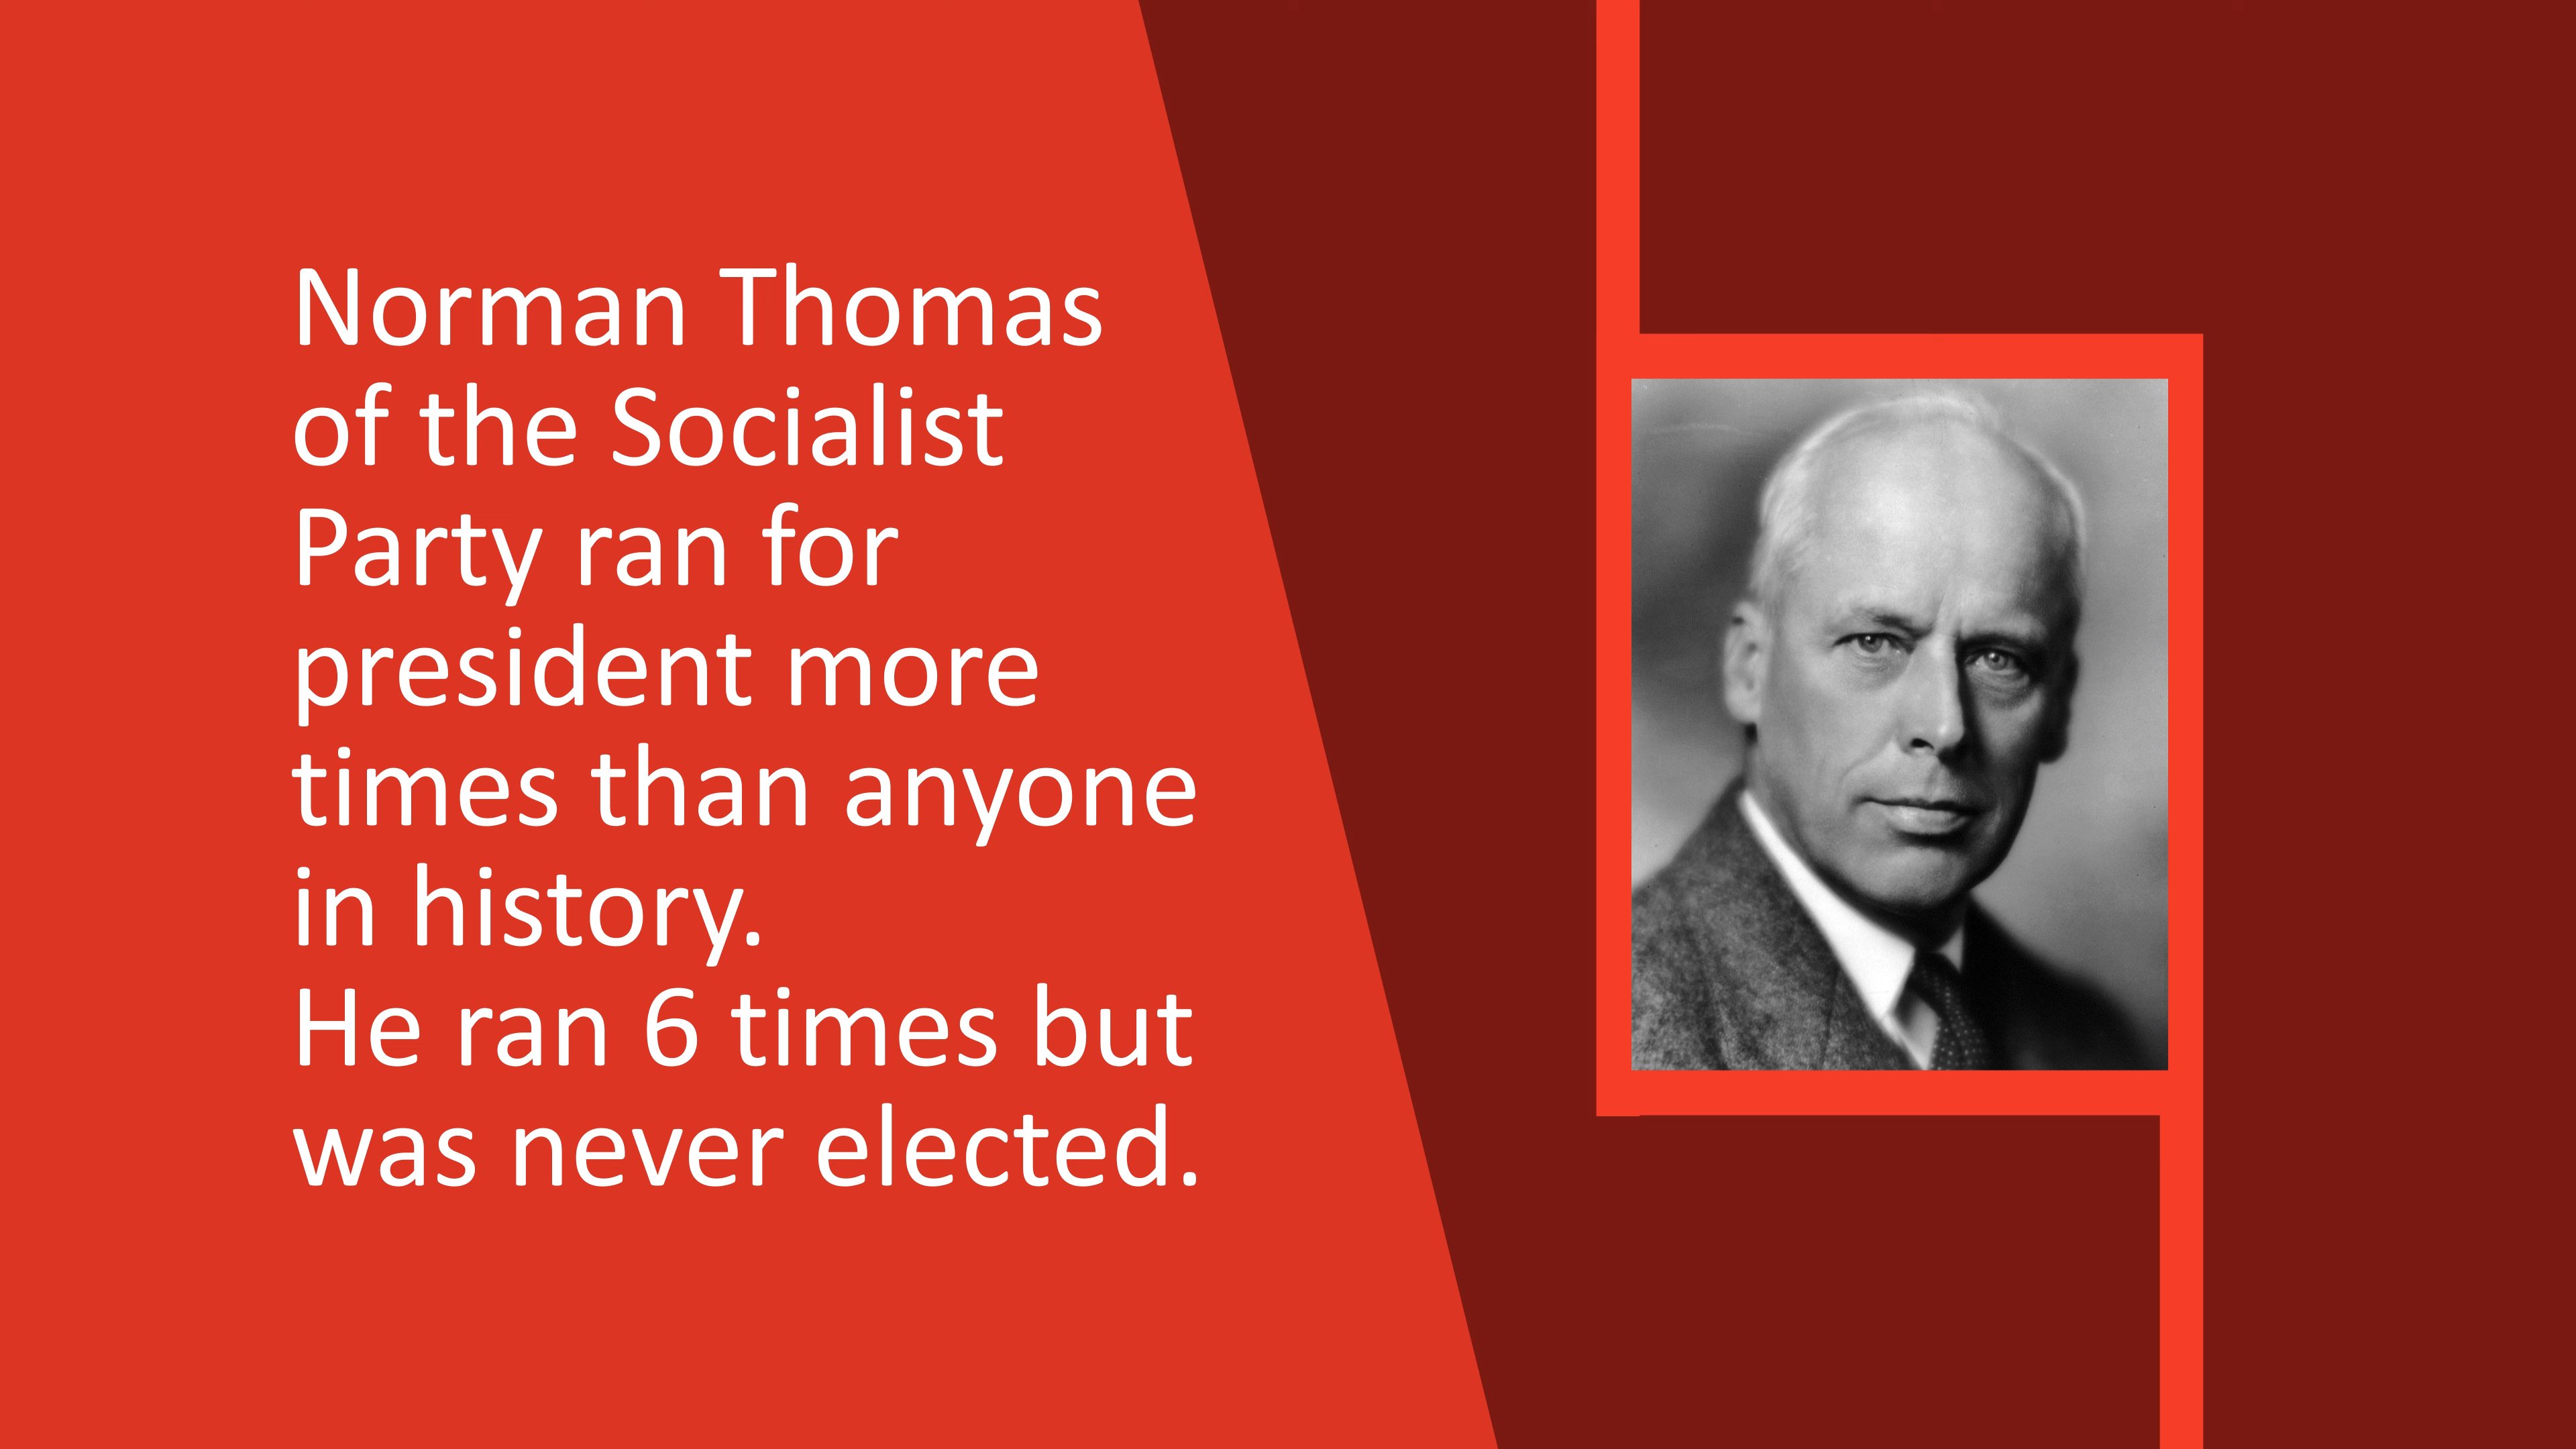 Norman Thomas
of the Socialist
Party ran for
president more
times than anyone
in history.
He ran 6 times but
was never elected.